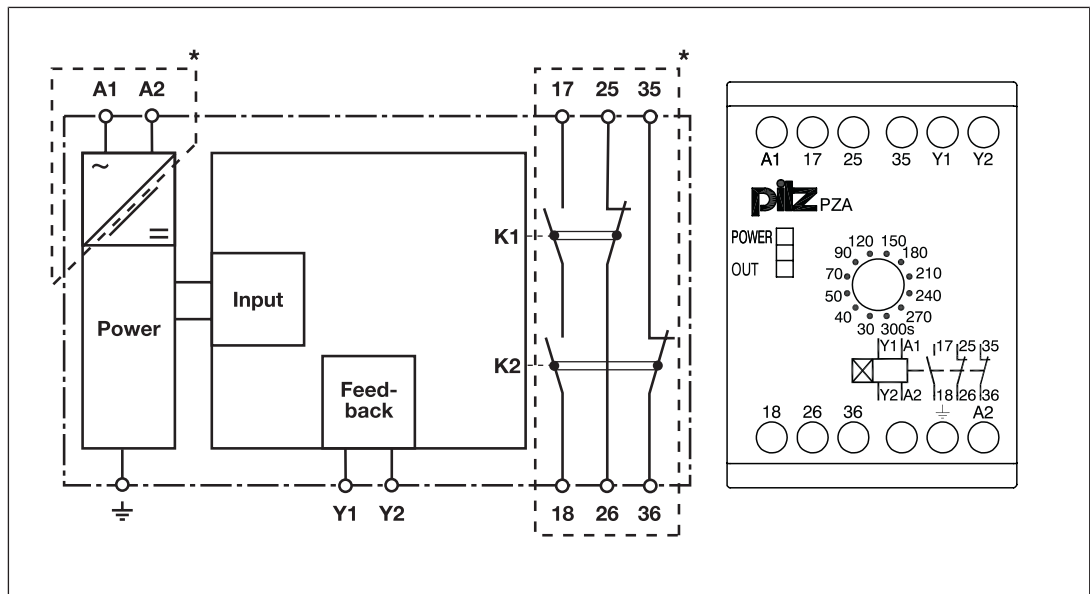 *
*
A1 A2
17 25 35
~
=
K1
Input
Power
K2
Feed-
back
Y1 Y2
18 26 36
A1 17 25 35 Y1 Y2
pilz PZA
POWER
OUT
120 150
90 180
70 210
50 240
40 270
30 300s
Y1 A1 17 25 35
Y2 A2 18 26 36
18 26 36 A2